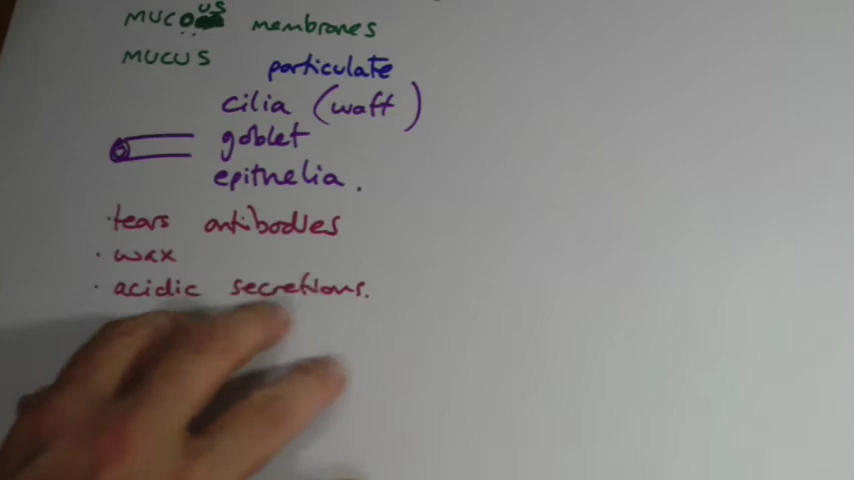 mucous membranes
mucus particulate
cilia (waft)
goblet
epithelia.
· tears antibodies
· wax
· acidic secretions.